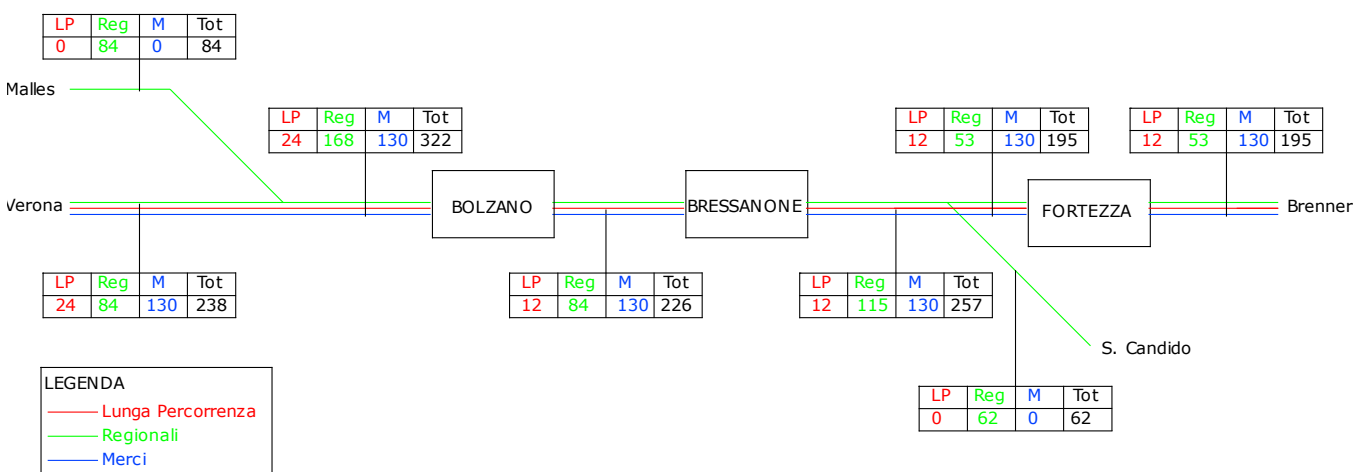 LP Reg M Tot
0 84 0 84
Malles
LP Reg M Tot
24 168 130 322
LP Reg M Tot
12 53 130 195
LP Reg M Tot
12 53 130 195
Verona
BOLZANO
BRESSANONE
FORTEZZA
Brenner
LP Reg M Tot
24 84 130 238
LP Reg M Tot
12 84 130 226
LP Reg M Tot
12 115 130 257
S. Candido
LP Reg M Tot
0 62 0 62
LEGENDA
Lunga Percorrenza
Regionali
Merci